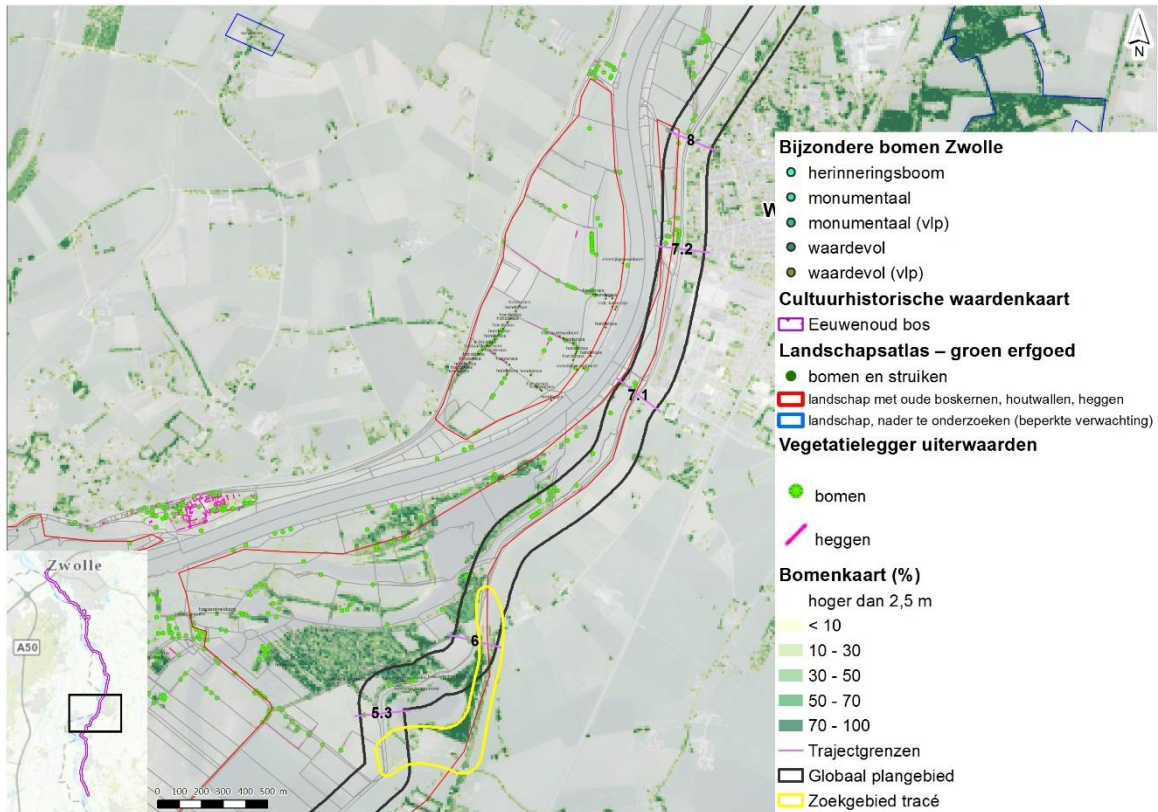 N
8
W
7.2
7.1
6
5.3
Bijzondere bomen Zwolle
herinneringsboom
monumentaal
monumentaal (vlp)
waardevol
waardevol (vlp)
Cultuurhistorische waardenkaart
Eeuwenoud bos
Landschapsatlas – groen erfgoed
bomen en struiken
landschap met oude boskernen, houtwallen, heggen
landschap, nader te onderzoeken (beperkte verwachting)
Vegetatielegger uiterwaarden
bomen
heggen
Bomenkaart (%)
hoger dan 2,5 m
< 10
10 - 30
30 - 50
50 - 70
70 - 100
Trajectgrenzen
Globaal plangebied
Zoekgebied tracé
Zwolle
A50
0 100 200 300 400 500 m